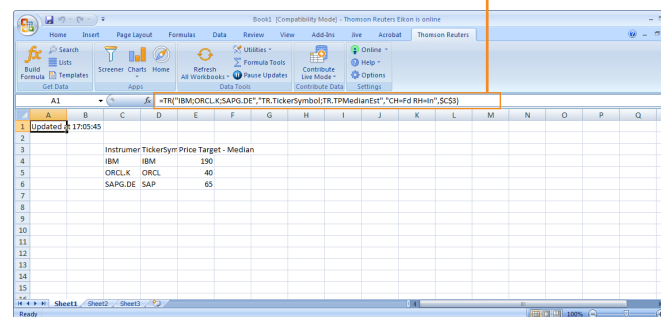 Book1 [Compatibility Mode] - Thomson Reuters Eikon is online
Home Insert Page Layout Formulas Data Review View Add-Ins Jive Acrobat Thomson Reuters
Build Formula Search Lists Templates
Screener Charts Home
Refresh All Workbooks Utilities Formula Tools Pause Updates
Contribute Live Mode
Online Help Options
Get Data Apps Data Tools Contribute Data Settings
A1 fx =TR("IBM;ORCL.K;SAPG.DE","TR.TickerSymbol;TR.TPMedianEst","CH=Fd RH=In",$C$3)
A B C D E F G H I J K L M N O P Q
1 Updated at 17:05:45
2
3 Instrumer TickerSym Price Target - Median
4 IBM IBM 190
5 ORCL.K ORCL 40
6 SAPG.DE SAP 65
7
8
9
10
11
12
13
14
15
Sheet1 Sheet2 Sheet3
Ready 100%